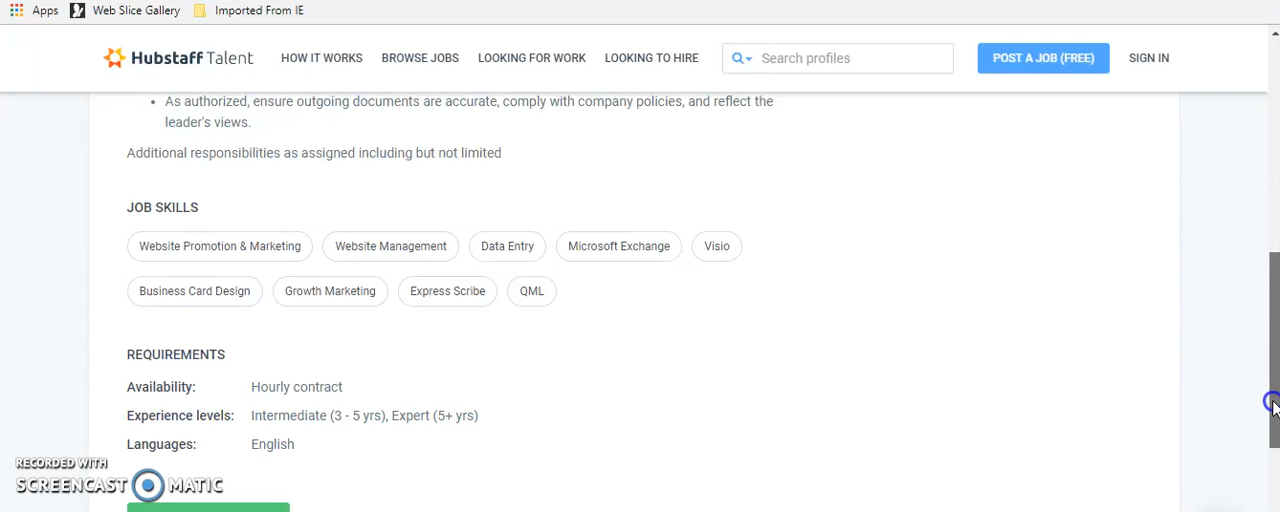 Apps Web Slice Gallery Imported From IE
Hubstaff Talent HOW IT WORKS BROWSE JOBS LOOKING FOR WORK LOOKING TO HIRE Search profiles POST A JOB (FREE) SIGN IN
• As authorized, ensure outgoing documents are accurate, comply with company policies, and reflect the
leader's views.
Additional responsibilities as assigned including but not limited
JOB SKILLS
Website Promotion & Marketing Website Management Data Entry Microsoft Exchange Visio
Business Card Design Growth Marketing Express Scribe QML
REQUIREMENTS
Availability: Hourly contract
Experience levels: Intermediate (3 - 5 yrs), Expert (5+ yrs)
Languages: English
RECORDED WITH
SCREENCAST MATIC